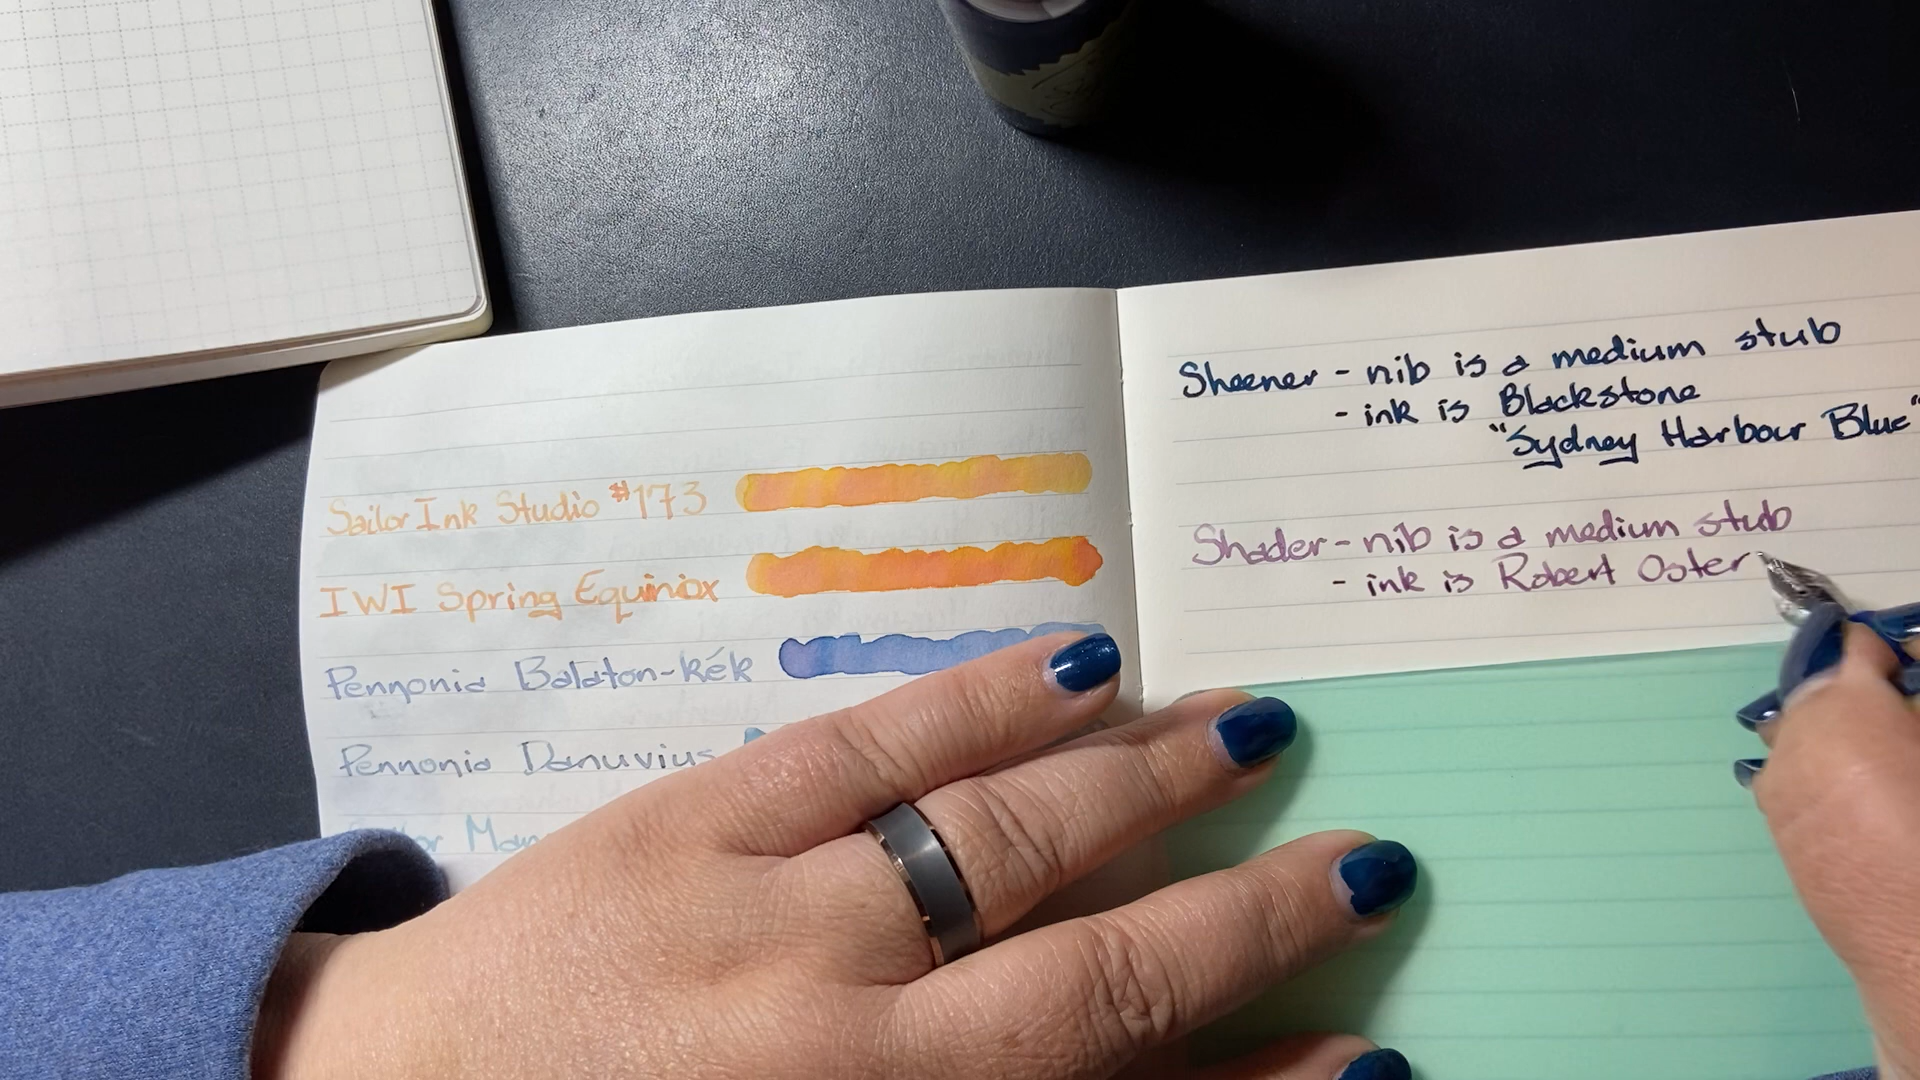 Sailor Ink Studio #173
IWI Spring Equinox
Pennonia Balaton-kék
Pennonia Danuvius
Sheener - nib is a medium stub
- ink is Blackstone
"Sydney Harbour Blue"
Shader - nib is a medium stub
- ink is Robert Oster